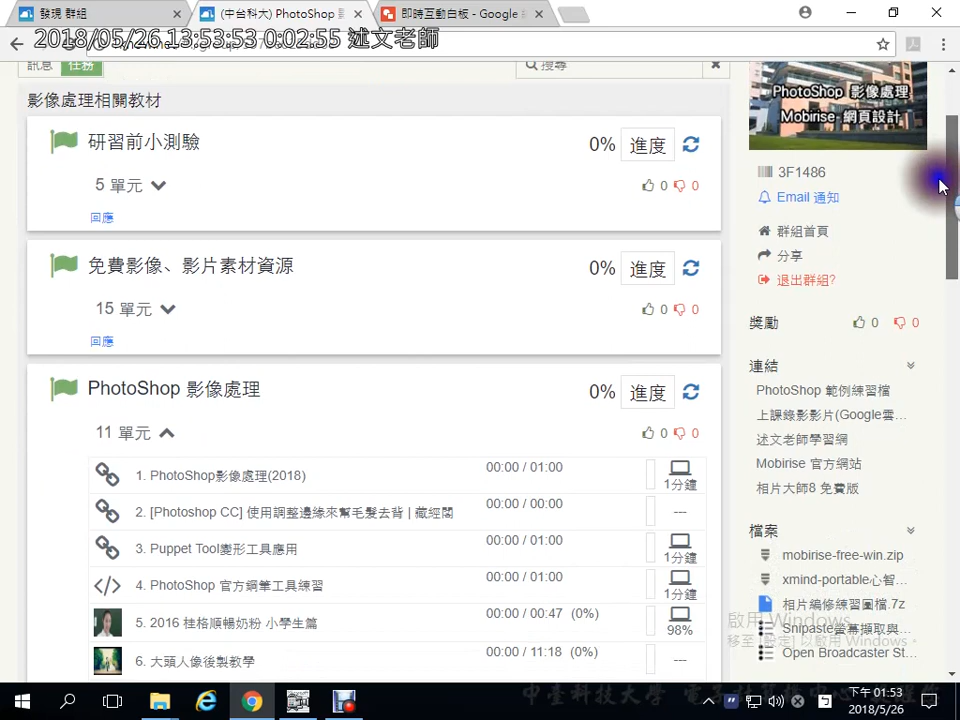 發現 群組
(中台科大) PhotoShop 景
即時互動白板 - Google 
2018/05/26 13:53:53 0:02:55 述文老師
訊息 任務
搜尋
影像處理相關教材
研習前小測驗
0% 進度
5 單元
0 0
回應
免費影像、影片素材資源
0% 進度
15 單元
0 0
回應
PhotoShop 影像處理
0% 進度
11 單元
0 0
1. PhotoShop影像處理(2018) 00:00 / 01:00 1分鐘
2. [Photoshop CC] 使用調整邊緣來幫毛髮去背 | 藏經閣 00:00 / 00:00 ---
3. Puppet Tool變形工具應用 00:00 / 01:00 1分鐘
4. PhotoShop 官方鋼筆工具練習 00:00 / 01:00 1分鐘
5. 2016 桂格順暢奶粉 小學生篇 00:00 / 00:47 (0%) 98%
6. 大頭人像後製教學 00:00 / 11:18 (0%) ---
PhotoShop 影像處理
Mobirise 網頁設計
3F1486
Email 通知
群組首頁
分享
退出群組?
獎勵 0 0
連結
PhotoShop 範例練習檔
上課錄影影片(Google雲...
述文老師學習網
Mobirise 官方網站
相片大師8 免費版
檔案
mobirise-free-win.zip
xmind-portable心智...
相片編修練習圖檔.7z
Snipaste螢幕擷取與...
Open Broadcaster St...
啟用 Windows
移至 [設定] 以啟用 Windows。
中臺科技大學 電子計算機中心
下午 01:53
2018/5/26